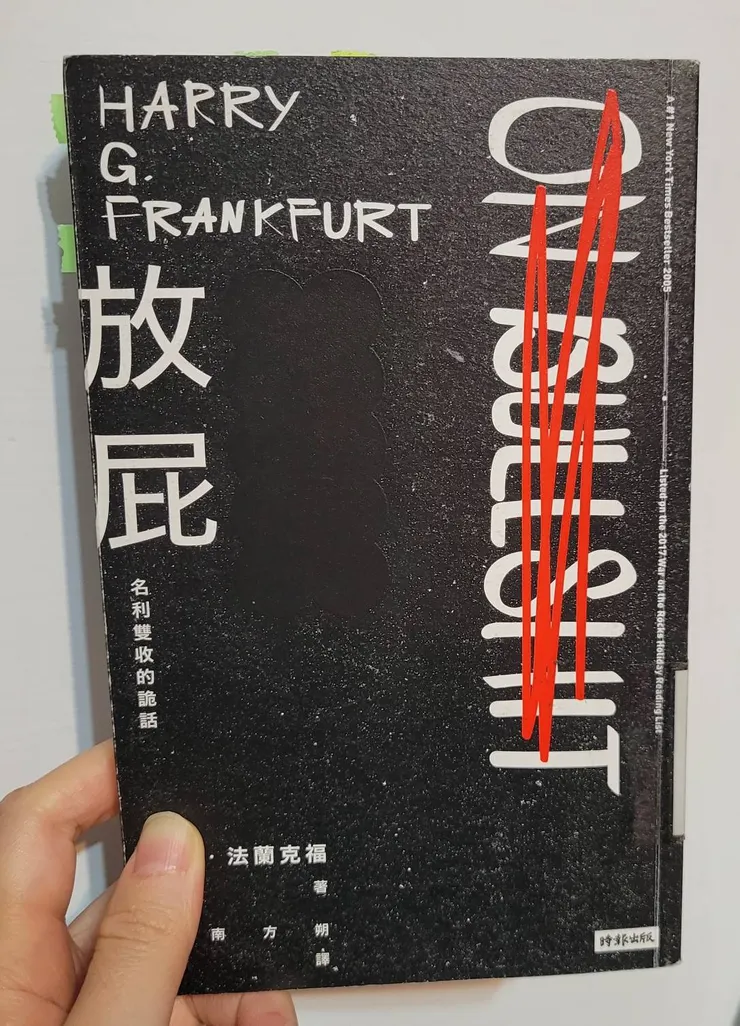 HARRY
G.
FRANKFURT
放屁
名利雙收的詭話
ON BULLSHIT
A #1 New York Times Bestseller 2005
Listed on the 2017 War on the Rocks Holiday Reading List
·法蘭克福
著
南方朔
譯
時報出版